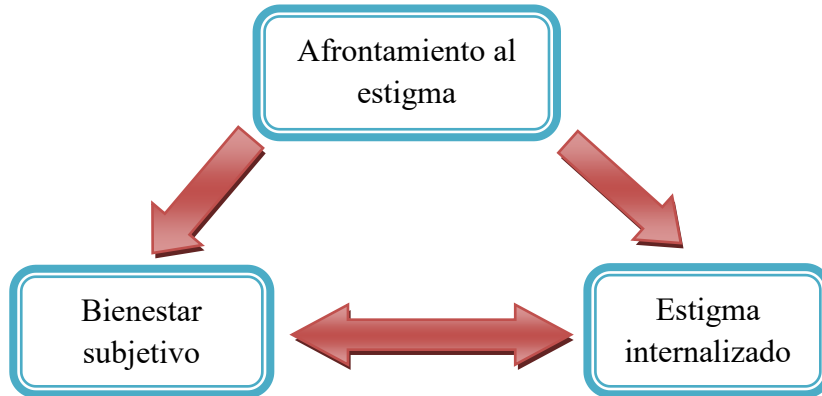 Afrontamiento al
estigma
Bienestar
subjetivo
Estigma
internalizado